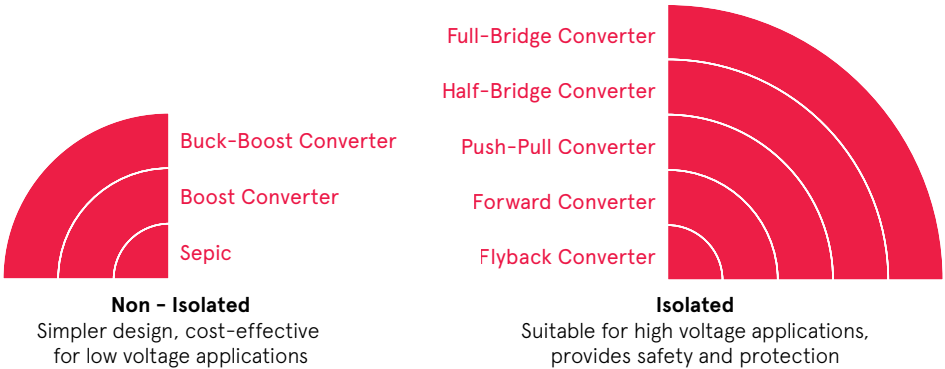 Buck-Boost Converter
Boost Converter
Sepic
Non - Isolated
Simpler design, cost-effective
for low voltage applications
Full-Bridge Converter
Half-Bridge Converter
Push-Pull Converter
Forward Converter
Flyback Converter
Isolated
Suitable for high voltage applications,
provides safety and protection